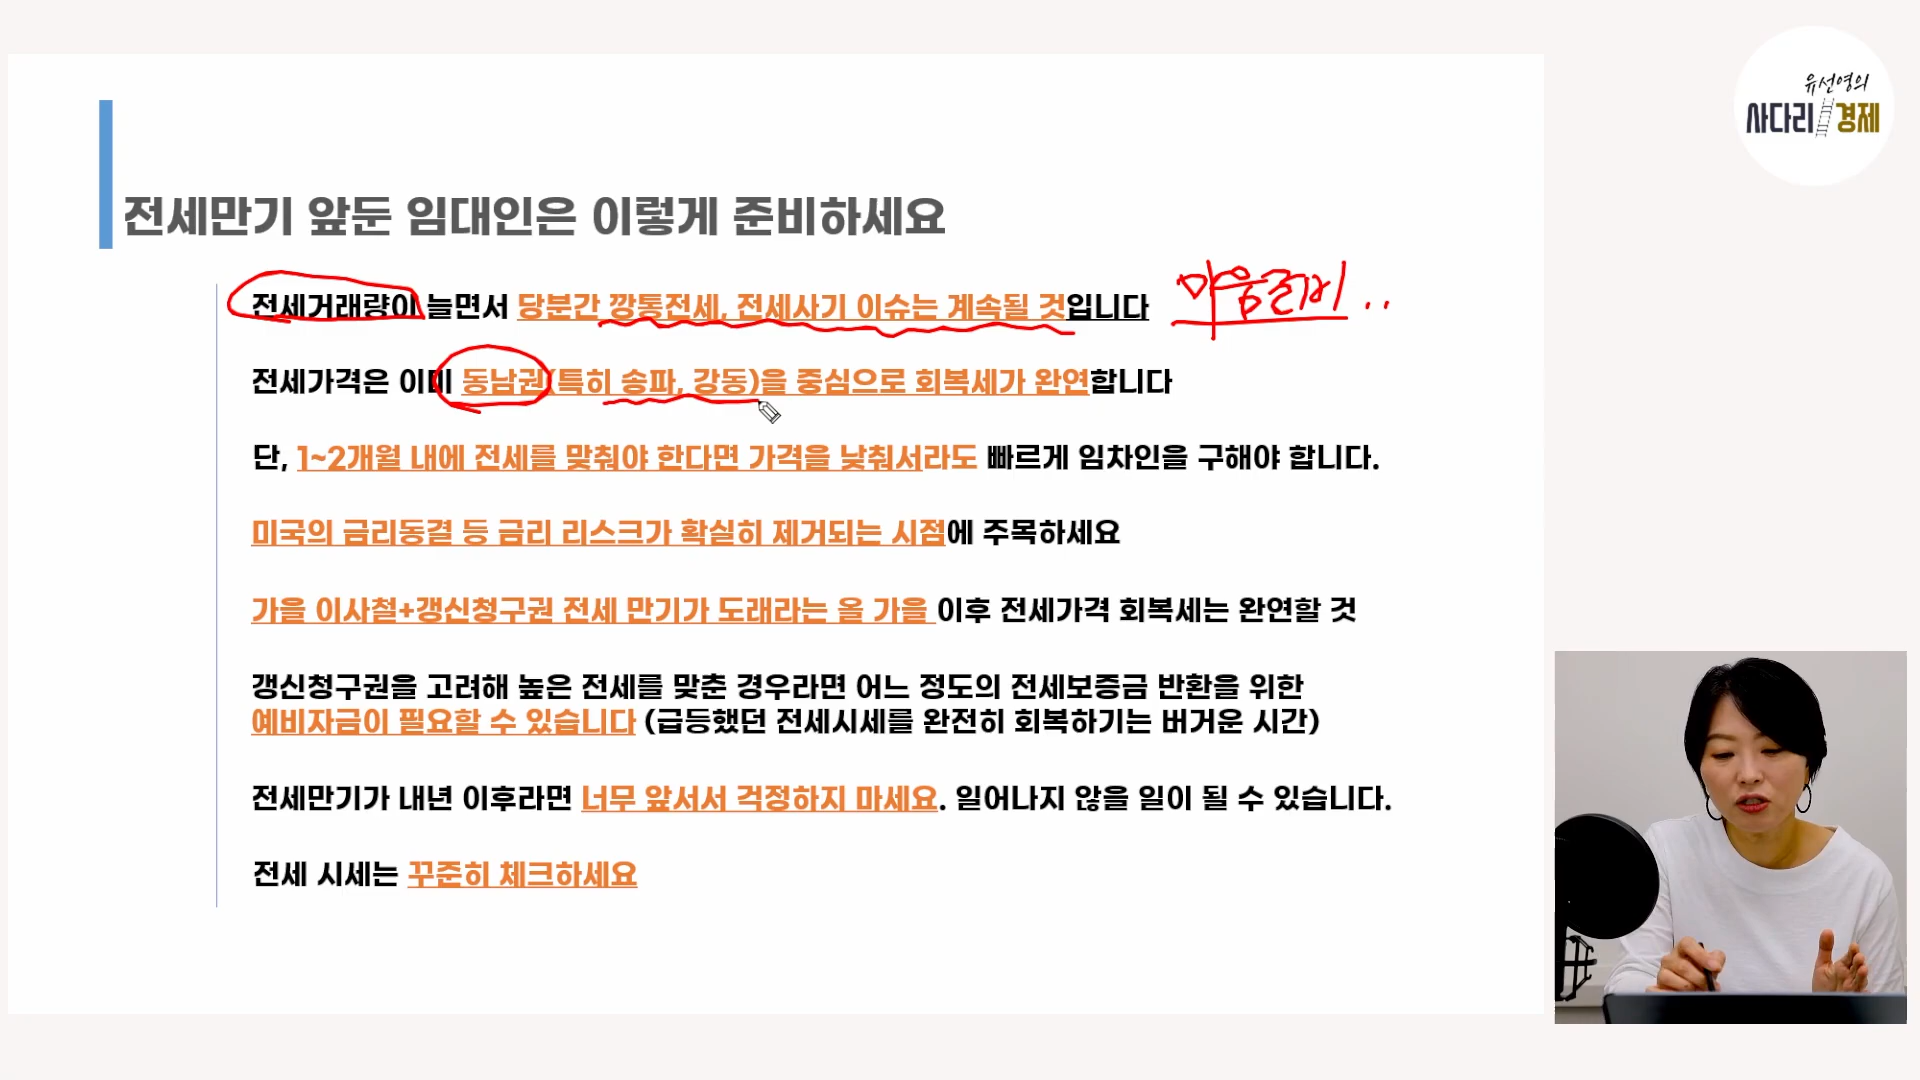 유선영의
사다리 경제
전세만기 앞둔 임대인은 이렇게 준비하세요
전세거래량이 늘면서 당분간 깡통전세, 전세사기 이슈는 계속될 것입니다 마음준비..
전세가격은 이미 동남권(특히 송파, 강동)을 중심으로 회복세가 완연합니다
단, 1~2개월 내에 전세를 맞춰야 한다면 가격을 낮춰서라도 빠르게 임차인을 구해야 합니다.
미국의 금리동결 등 금리 리스크가 확실히 제거되는 시점에 주목하세요
가을 이사철+갱신청구권 전세 만기가 도래라는 올 가을 이후 전세가격 회복세는 완연할 것
갱신청구권을 고려해 높은 전세를 맞춘 경우라면 어느 정도의 전세보증금 반환을 위한
예비자금이 필요할 수 있습니다 (급등했던 전세시세를 완전히 회복하기는 버거운 시간)
전세만기가 내년 이후라면 너무 앞서서 걱정하지 마세요. 일어나지 않을 일이 될 수 있습니다.
전세 시세는 꾸준히 체크하세요